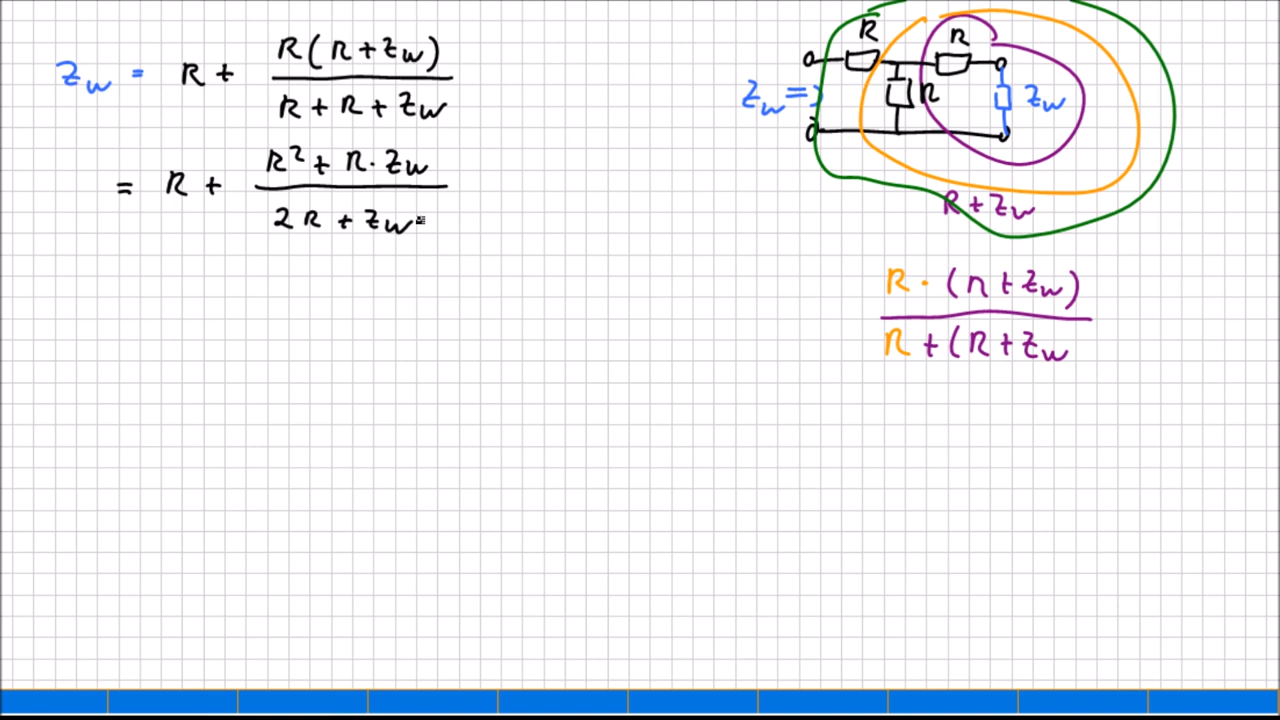 Zw = R + R(R+Zw) / R + R + Zw
= R + R² + R·Zw / 2R + Zw
R
R
R
Zw =
Zw
R + Zw
R · (R + Zw)
R + (R + Zw